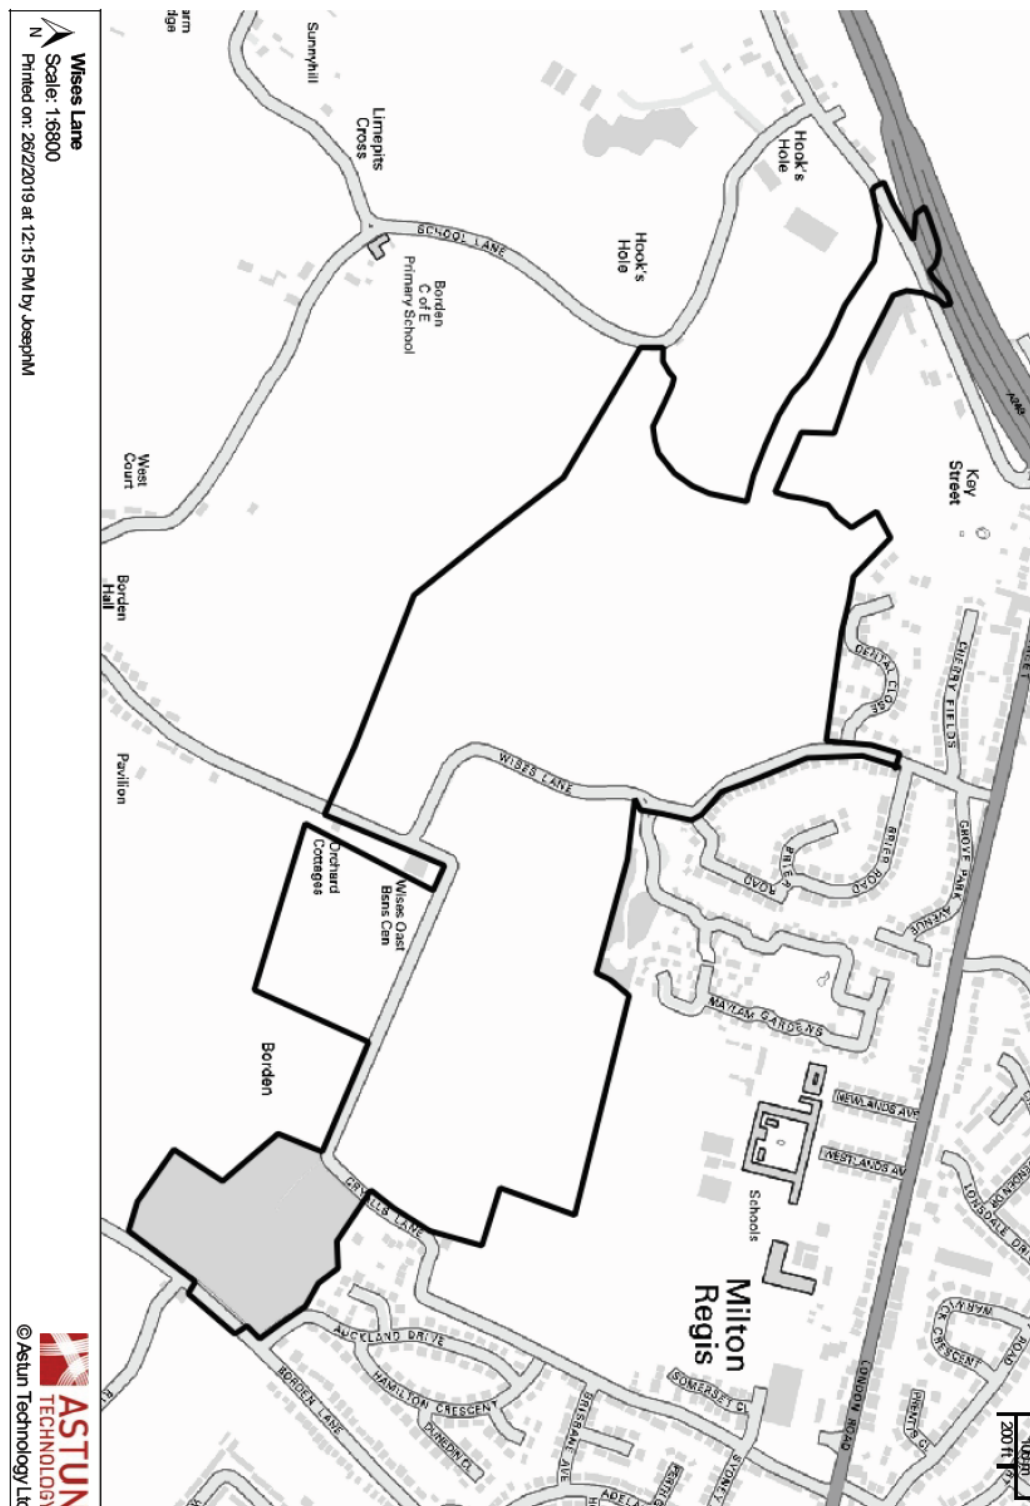 Wises Lane
Scale: 1:6800
Printed on: 26/2/2019 at 12:15 PM by JosephM
N
ASTUN
TECHNOLOGY
© Astun Technology
Sunnyhill
Limepits
Cross
SCHOOL LANE
Borden
C of E
Primary School
Hook's
Hole
Hook's
Hole
A249
Key
Street
West
Court
Borden
Hall
Pavilion
DENTAL CLOSE
CHERRY FIELDS
WISES LANE
GROVE PARK
AVENUE
BRIER ROAD
BRIER
ROAD
Orchard
Cottages
Wises Oast
Bsns Cen
MAYLAM GARDENS
Borden
NEWLANDS AVE
WESTLANDS AV
Schools
LONSDALE
Milton
Regis
CRYALLS LANE
WARWICK
CRESCENT
ROAD
LONDON ROAD
PRENTIS CL
SOMERSET CL
SYDNEY
AUCKLAND DRIVE
HAMILTON CRESCENT
DUNEDIN CL
BRISBANE AVE
BORDEN LANE
200 ft